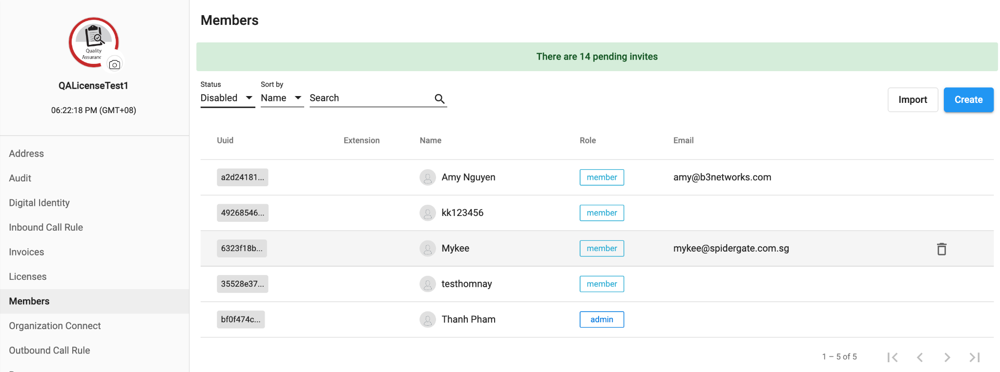 Quality
Assuranc
QALicenseTest1
06:22:18 PM (GMT+08)
Address
Audit
Digital Identity
Inbound Call Rule
Invoices
Licenses
Members
Organization Connect
Outbound Call Rule
Members
There are 14 pending invites
Status
Sort by
Disabled
Name
Search
Import
Create
Uuid Extension Name Role Email
a2d24181... Amy Nguyen member amy@b3networks.com
49268546... kk123456 member
6323f18b... Mykee member mykee@spidergate.com.sg
35528e37... testhomnay member
bf0f474c... Thanh Pham admin
1 – 5 of 5